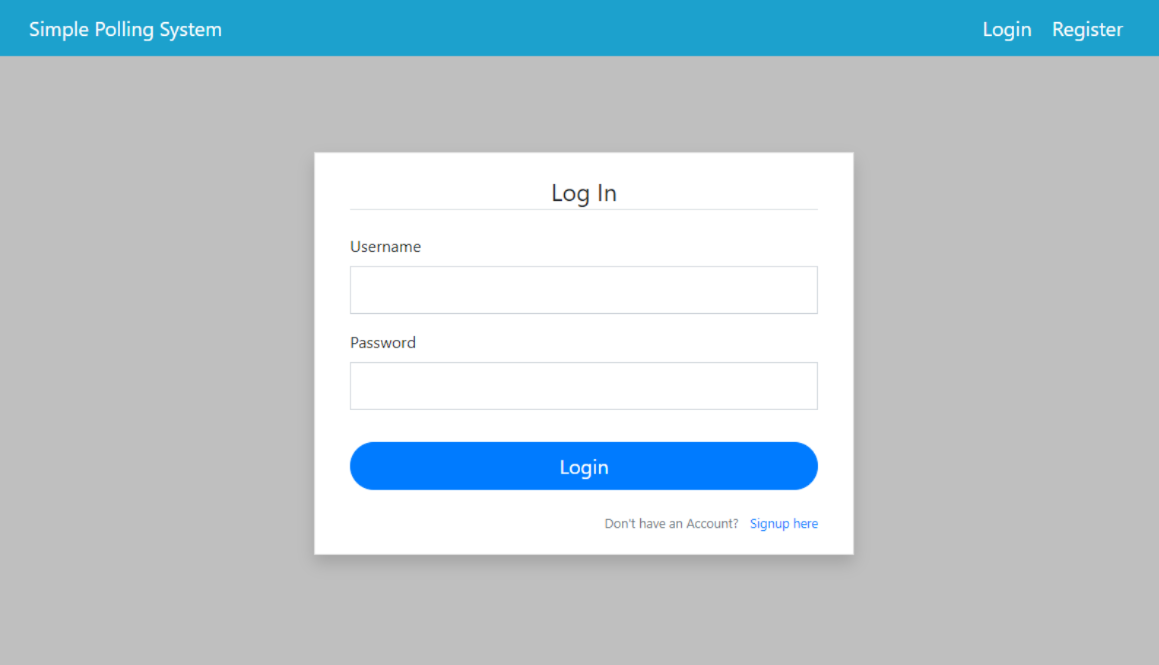 Simple Polling System
Login Register
Log In
Username
Password
Login
Don't have an Account? Signup here